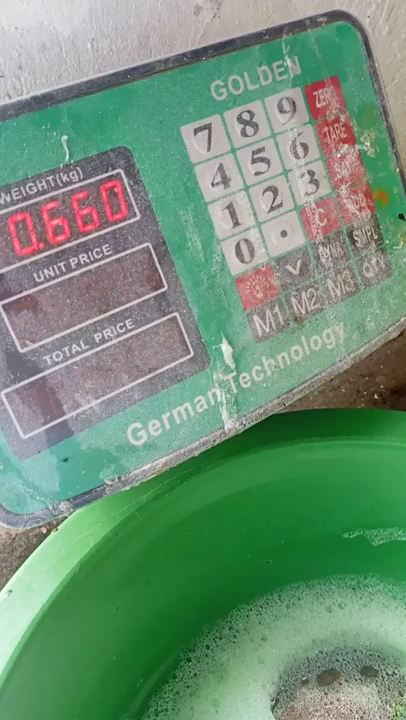 GOLDEN
WEIGHT(kg)
0.660
UNIT PRICE
TOTAL PRICE
7 8 9 ZERO
4 5 6 TARE
1 2 3
0 . C
M1 M2 M3
German Technology